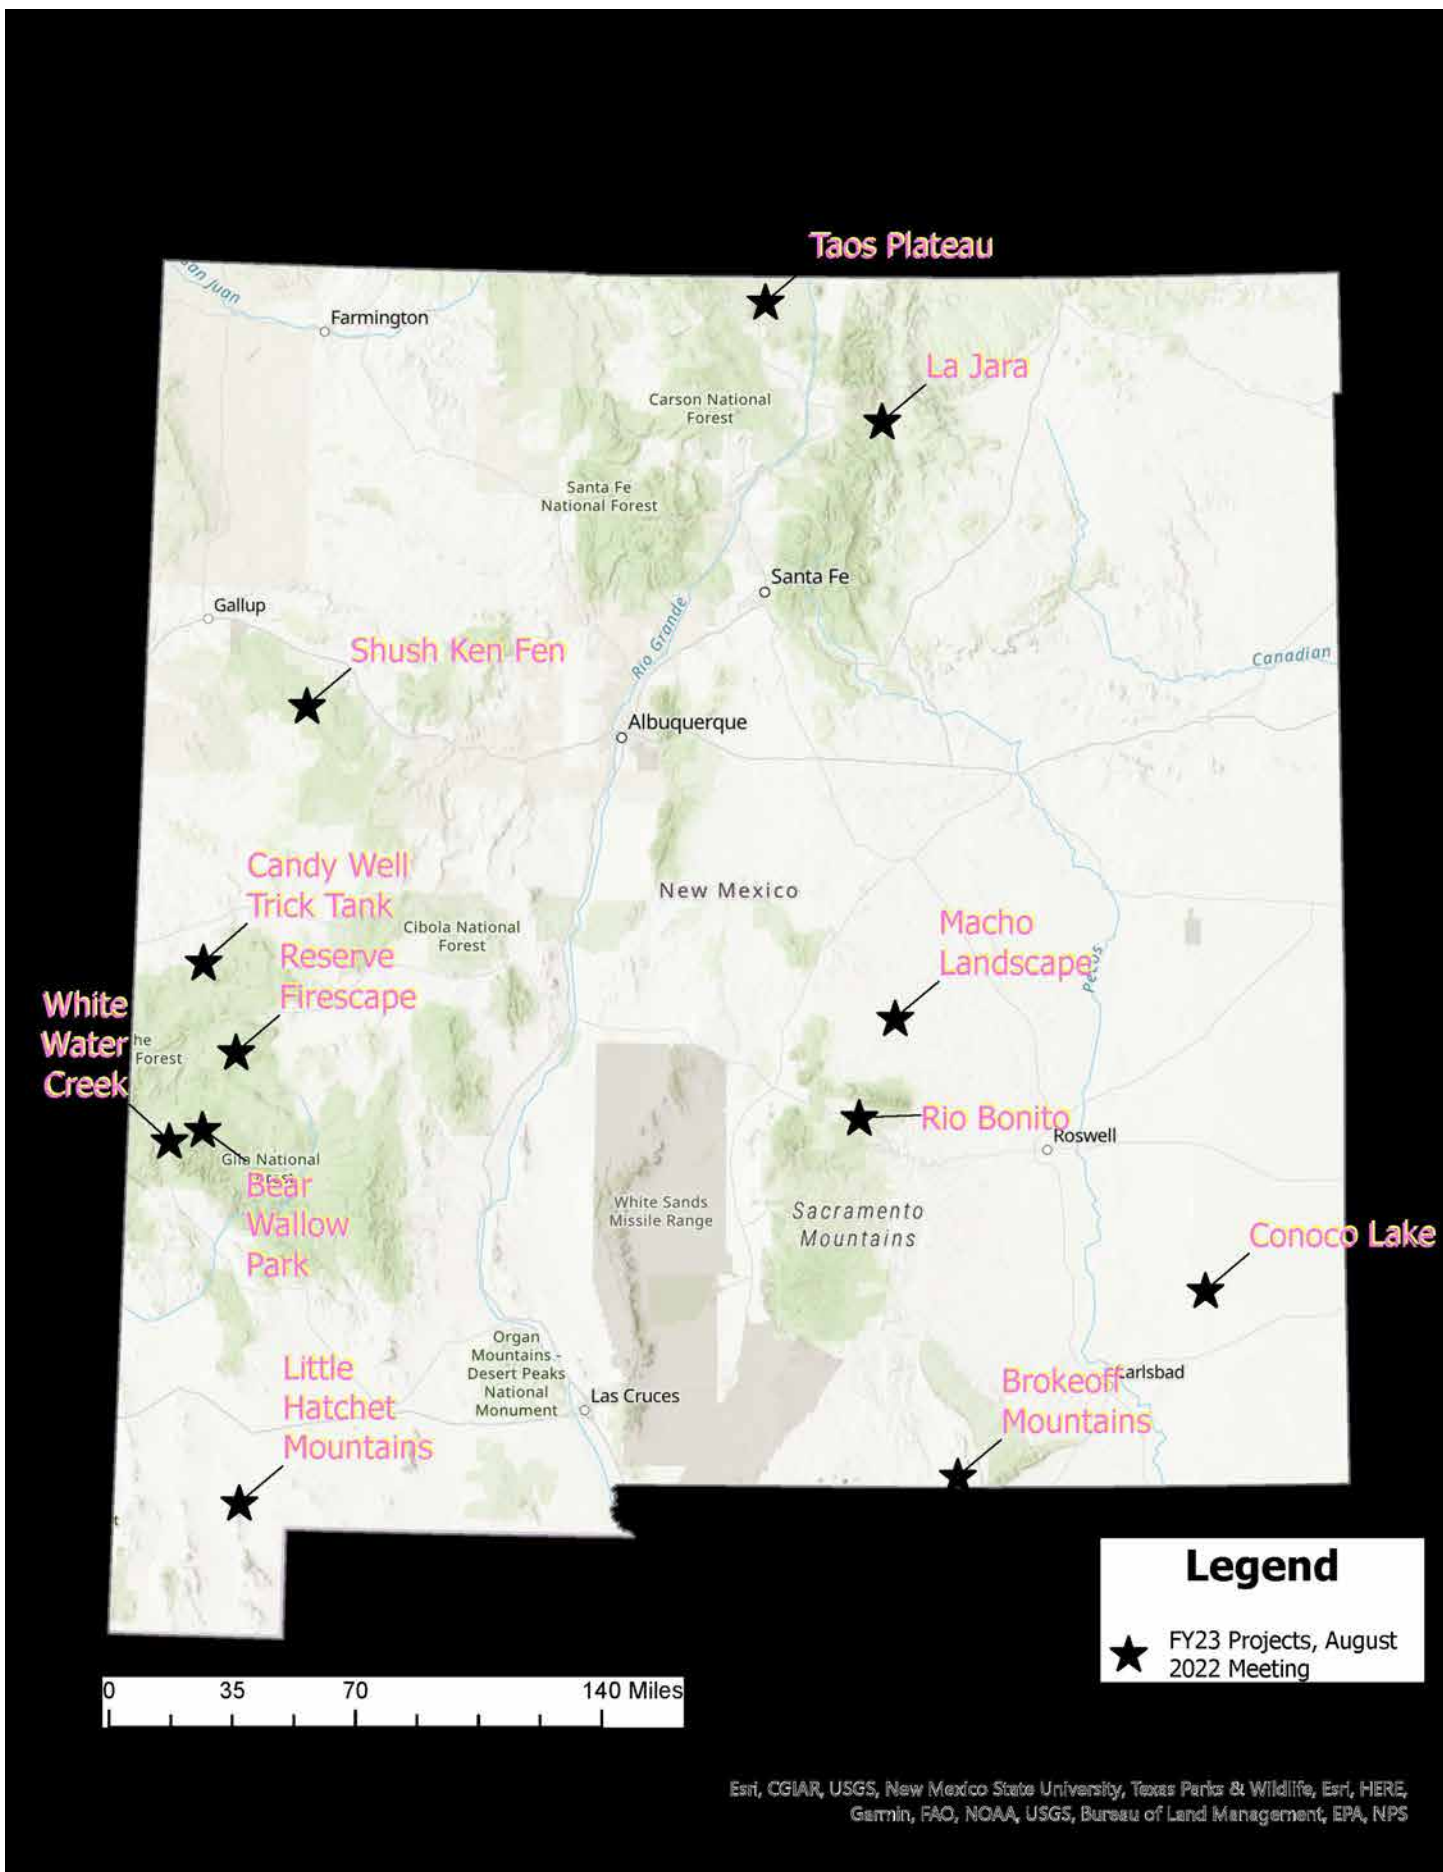 Taos Plateau
San Juan
Farmington
La Jara
Carson National
Forest
Santa Fe
National Forest
Santa Fe
Gallup
Rio Grande
Shush Ken Fen
Canadian
Albuquerque
Candy Well
Trick Tank
New Mexico
Cibola National
Forest
Macho
Landscape
Pecos
Reserve
Firescape
White
Water
Creek
he
Forest
Rio Bonito
Roswell
Gila National
Bear
Wallow
Park
White Sands
Missile Range
Sacramento
Mountains
Conoco Lake
Organ
Mountains -
Desert Peaks
National
Monument
Las Cruces
Little
Hatchet
Mountains
Brokeoff
Mountains
arlsbad
t
Legend
FY23 Projects, August
2022 Meeting
0 35 70 140 Miles
Esri, CGIAR, USGS, New Mexico State University, Texas Parks & Wildlife, Esri, HERE,
Garmin, FAO, NOAA, USGS, Bureau of Land Management, EPA, NPS